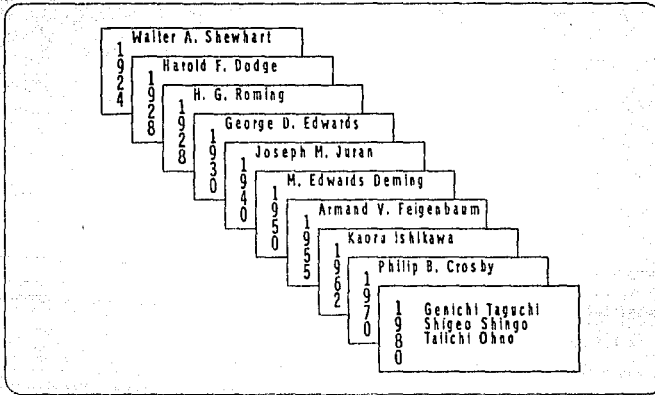 Walter A. Shewhart
1924
Harold F. Dodge
1928
H. G. Roming
1928
George D. Edwards
1930
Joseph M. Juran
1940
M. Edwards Deming
1950
Armand V. Feigenbaum
1955
Kaora Ishikawa
1962
Philip B. Crosby
1970
1980
Genichi Taguchi
Shigeo Shingo
Taiichi Ohno